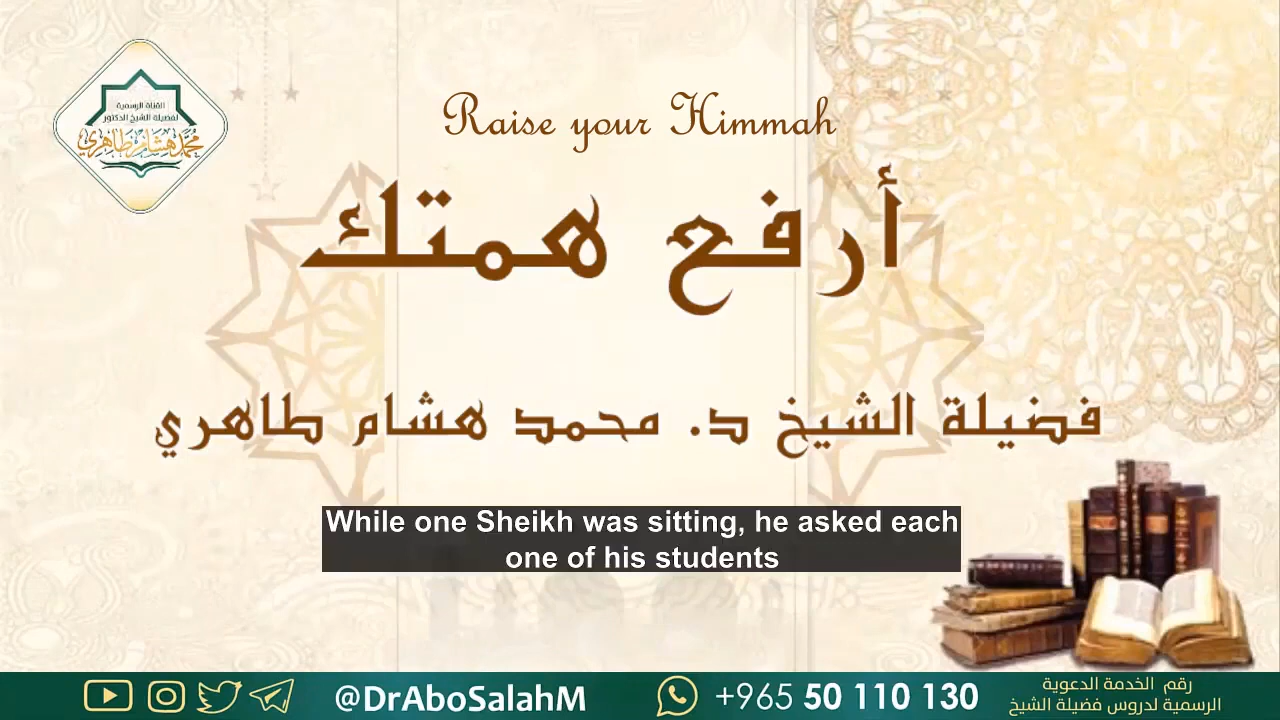 القناة الرسمية
لفضيلة الشيخ الدكتور
محمد هشام طاهري
Raise your Himmah
أرفع همتك
فضيلة الشيخ د. محمد هشام طاهري
While one Sheikh was sitting, he asked each
one of his students
@DrAboSalahM
+965 50 110 130
رقم الخدمة الدعوية
الرسمية لدروس فضيلة الشيخ